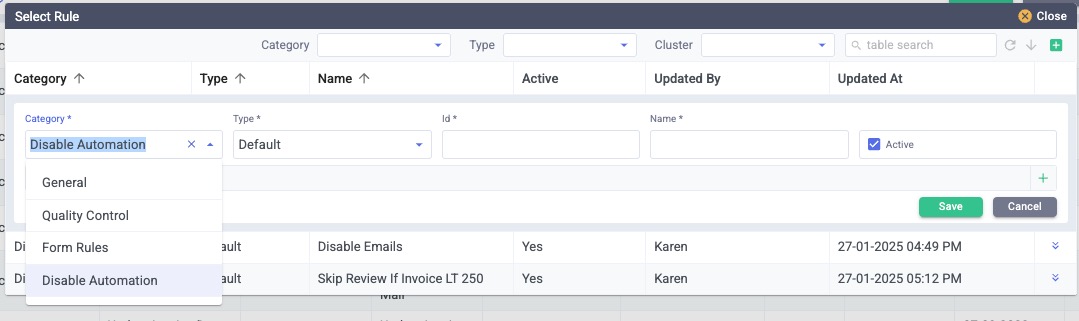 Select Rule
Close
Category
Type
Cluster
table search
Category
Type
Name
Active
Updated By
Updated At
Category *
Type *
Id *
Name *
Disable Automation
Default
Active
General
Quality Control
Save
Cancel
Form Rules
Di
ault
Disable Emails
Yes
Karen
27-01-2025 04:49 PM
Disable Automation
Di
ault
Skip Review If Invoice LT 250
Yes
Karen
27-01-2025 05:12 PM
Mail